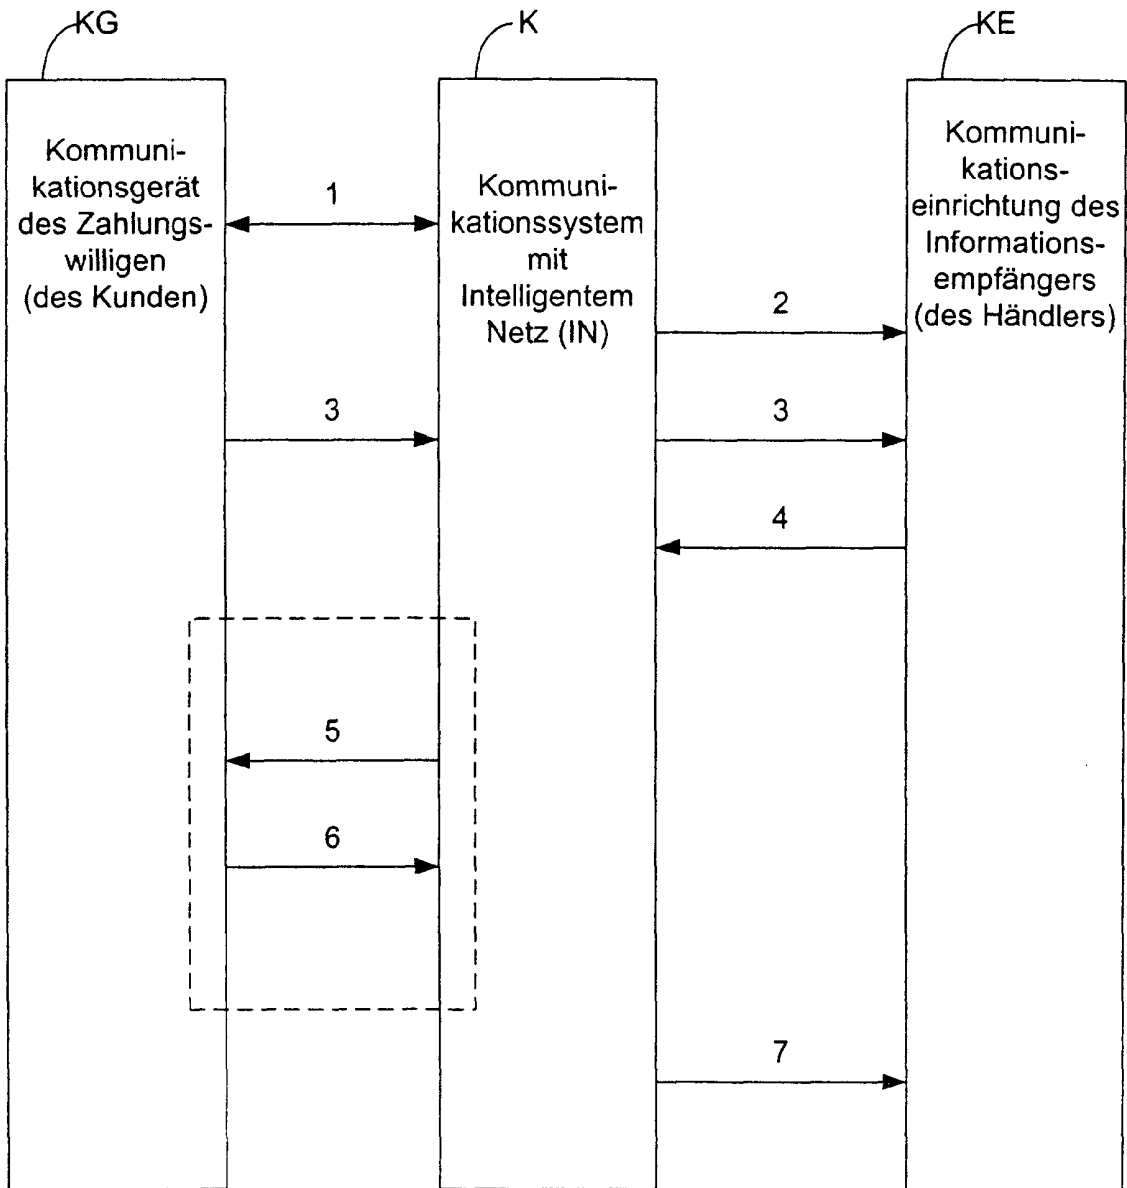 KG
K
KE
Kommuni-
kationsgerät
des Zahlungs-
willigen
(des Kunden)
Kommuni-
kationssystem
mit
Intelligentem
Netz (IN)
Kommuni-
kations-
einrichtung des
Informations-
empfängers
(des Händlers)
1
2
3
3
4
5
6
7